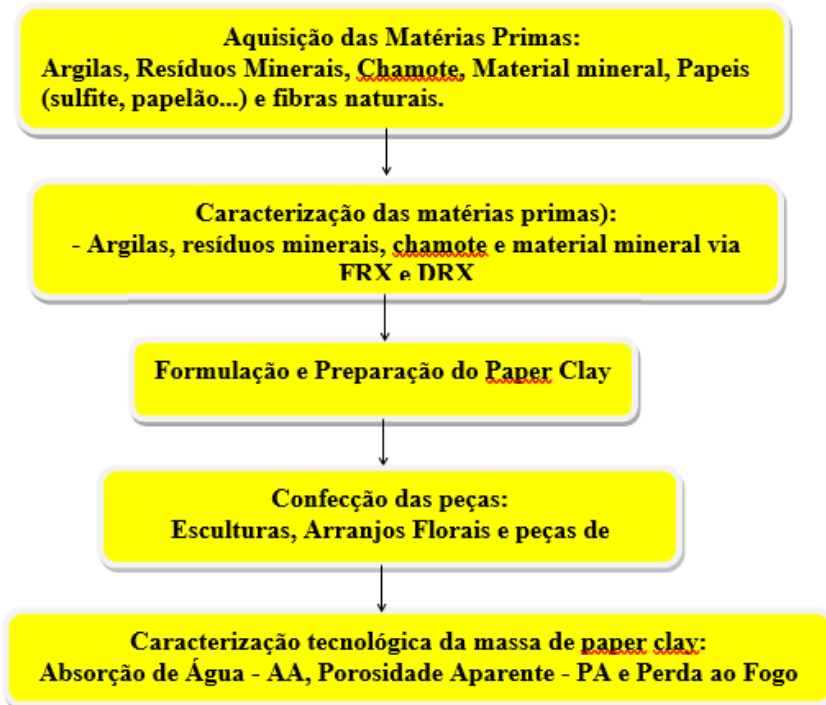 Aquisição das Matérias Primas:
Argilas, Resíduos Minerais, Chamote, Material mineral, Papeis
(sulfite, papelão...) e fibras naturais.
Caracterização das matérias primas):
- Argilas, resíduos minerais, chamote e material mineral via
FRX e DRX
Formulação e Preparação do Paper Clay
Confecção das peças:
Esculturas, Arranjos Florais e peças de
Caracterização tecnológica da massa de paper clay:
Absorção de Água - AA, Porosidade Aparente - PA e Perda ao Fogo